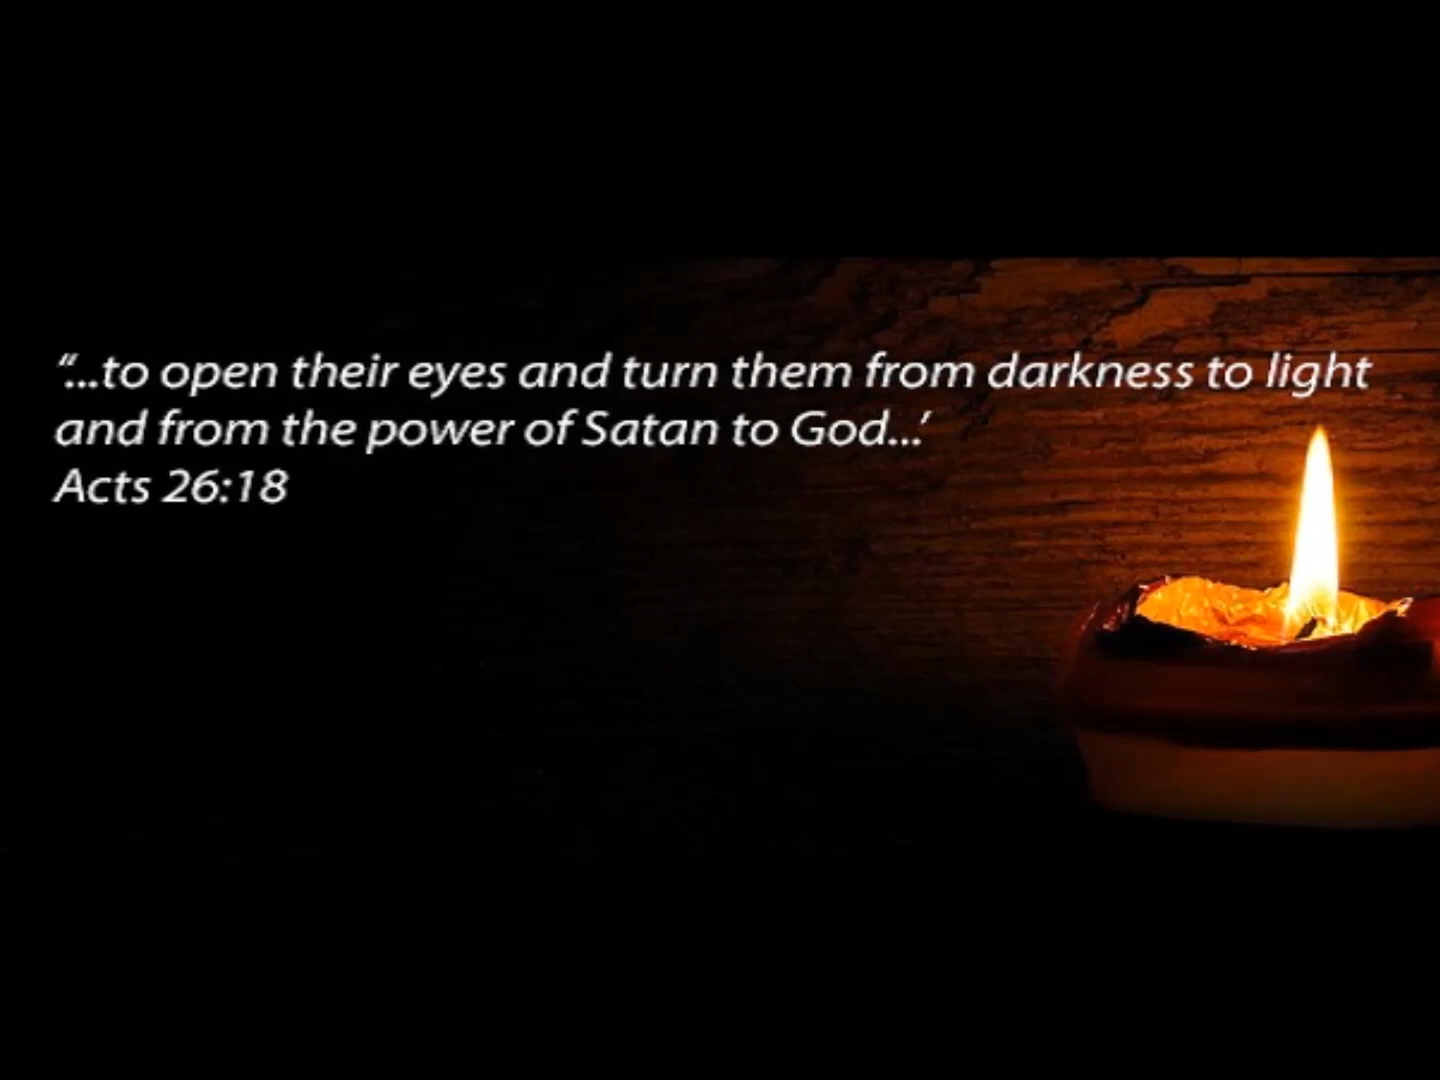 “...to open their eyes and turn them from darkness to light
and from the power of Satan to God...’
Acts 26:18